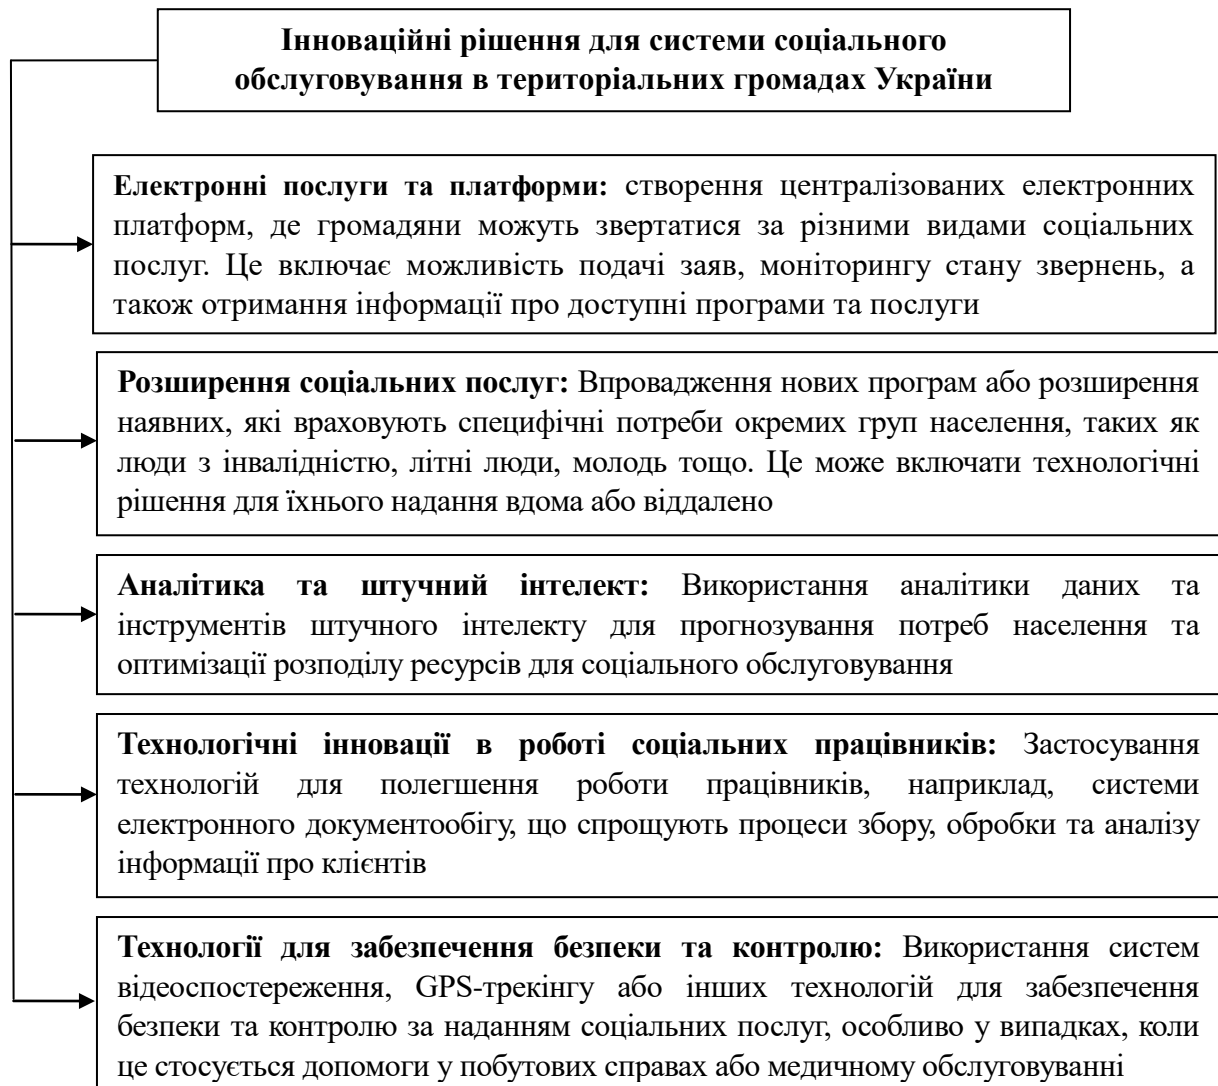 Інноваційні рішення для системи соціального
обслуговування в територіальних громадах України
Електронні послуги та платформи: створення централізованих електронних
платформ, де громадяни можуть звертатися за різними видами соціальних
послуг. Це включає можливість подачі заяв, моніторингу стану звернень, а
також отримання інформації про доступні програми та послуги
Розширення соціальних послуг: Впровадження нових програм або розширення
наявних, які враховують специфічні потреби окремих груп населення, таких як
люди з інвалідністю, літні люди, молодь тощо. Це може включати технологічні
рішення для їхнього надання вдома або віддалено
Аналітика та штучний інтелект: Використання аналітики даних та
інструментів штучного інтелекту для прогнозування потреб населення та
оптимізації розподілу ресурсів для соціального обслуговування
Технологічні інновації в роботі соціальних працівників: Застосування
технологій для полегшення роботи працівників, наприклад, системи
електронного документообігу, що спрощують процеси збору, обробки та аналізу
інформації про клієнтів
Технології для забезпечення безпеки та контролю: Використання систем
відеоспостереження, GPS-трекінгу або інших технологій для забезпечення
безпеки та контролю за наданням соціальних послуг, особливо у випадках, коли
це стосується допомоги у побутових справах або медичному обслуговуванні